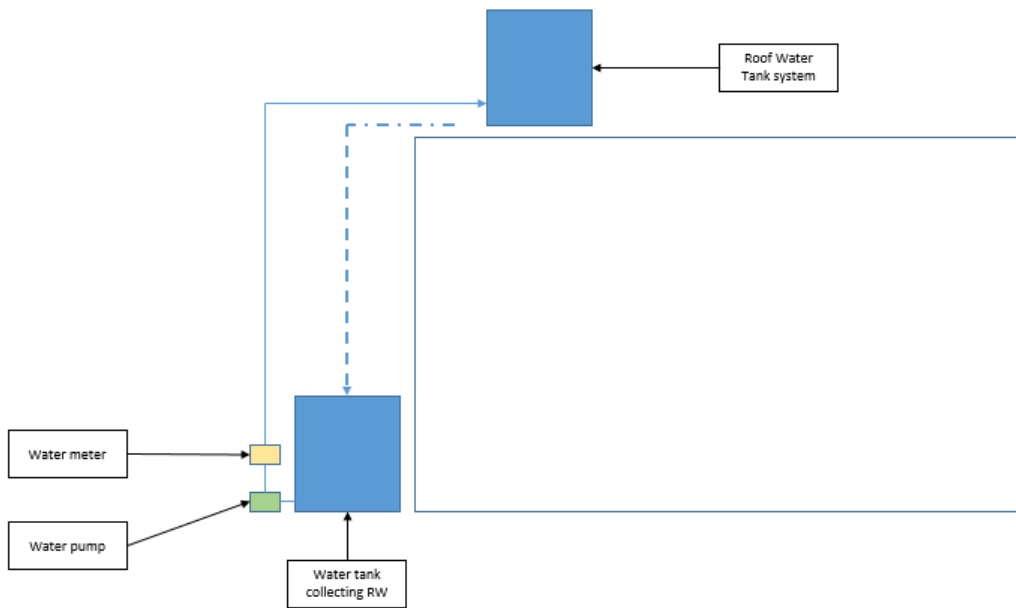 Roof Water
Tank system
Water meter
Water pump
Water tank
collecting RW